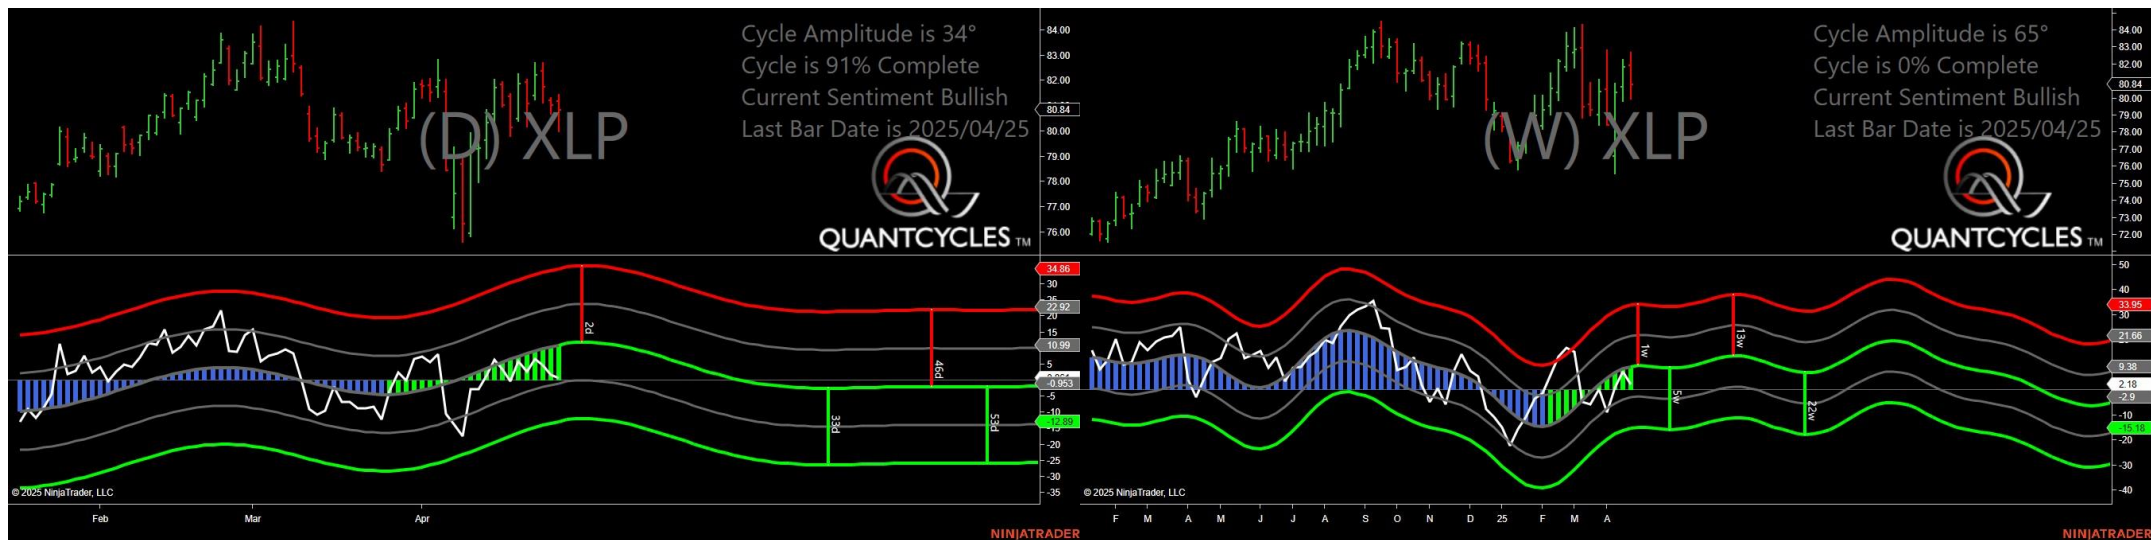 Cycle Amplitude is 34°
Cycle is 91% Complete
Current Sentiment Bullish
Last Bar Date is 2025/04/25
(D) XLP
QUANTCYCLES TM
84.00
83.00
82.00
80.84
80.00
79.00
78.00
77.00
76.00
34.86
30
22.92
20
15
10.99
5
-0.953
-5
-10
-12.89
-20
-25
-30
-35
2d
46d
33d
53d
© 2025 NinjaTrader, LLC
Feb Mar Apr
NINJATRADER
Cycle Amplitude is 65°
Cycle is 0% Complete
Current Sentiment Bullish
Last Bar Date is 2025/04/25
(W) XLP
QUANTCYCLES TM
84.00
83.00
82.00
80.84
80.00
79.00
78.00
77.00
76.00
75.00
74.00
73.00
72.00
50
40
33.95
30
21.66
9.38
2.18
-2.9
-10
-15.18
-20
-30
-40
1w
13w
5w
22w
© 2025 NinjaTrader, LLC
F M A M J J A S O N D 25 F M A
NINJATRADER